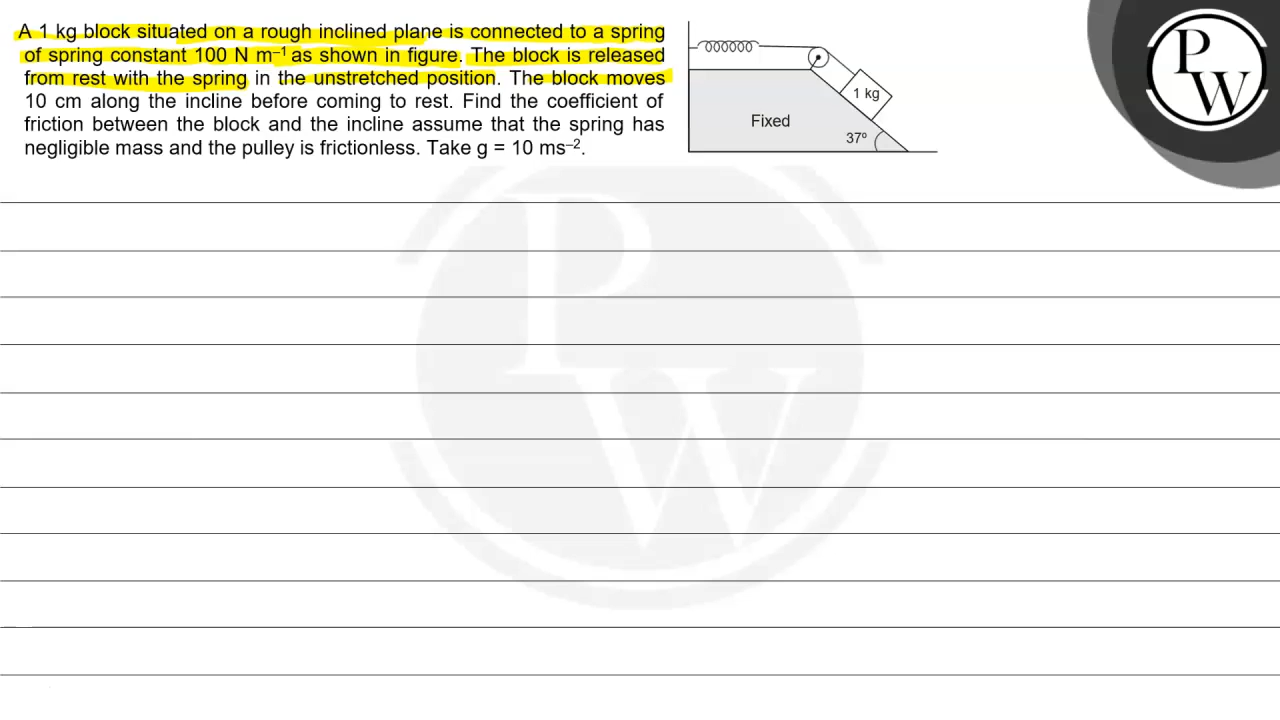 A 1 kg block situated on a rough inclined plane is connected to a spring
of spring constant 100 N m⁻¹ as shown in figure. The block is released
from rest with the spring in the unstretched position. The block moves
10 cm along the incline before coming to rest. Find the coefficient of
friction between the block and the incline assume that the spring has
negligible mass and the pulley is frictionless. Take g = 10 ms⁻².
1 kg
Fixed
37º
P
W
P
W